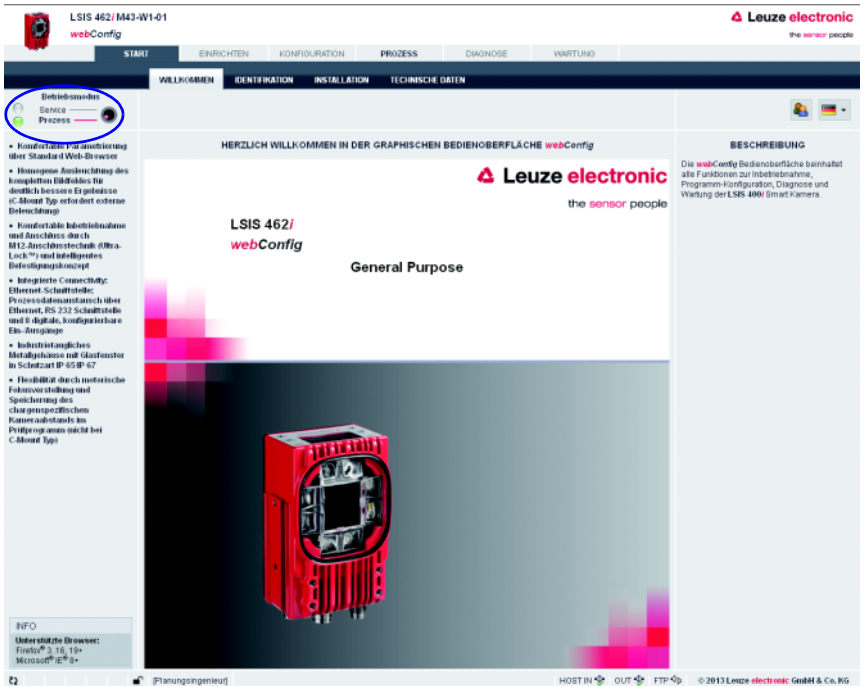 LSIS 462i M43-W1-01
webConfig
Leuze electronic
the sensor people
START EINRICHTEN KONFIGURATION PROZESS DIAGNOSE WARTUNG
WILLKOMMEN IDENTIFIKATION INSTALLATION TECHNISCHE DATEN
Betriebsmodus
Service
Prozess
• Komfortable Parametrierung
über Standard Web-Browser
• Homogene Ausleuchtung des
kompletten Bildfeldes für
deutlich bessere Ergebnisse
(C-Mount Typ erfordert externe
Beleuchtung)
• Komfortable Inbetriebnahme
und Anschluss durch
M12-Anschlusstechnik (Ultra-
Lock™) und intelligentes
Befestigungskonzept
• Integrierte Connectivity:
Ethernet-Schnittstelle;
Prozessdatenaustausch über
Ethernet, RS 232 Schnittstelle
und 8 digitale, konfigurierbare
Ein-/Ausgänge
• Industrietaugliches
Metallgehäuse mit Glasfenster
in Schutzart IP 65/IP 67
• Flexibilität durch motorische
Fokusverstellung und
Speicherung des
chargenspezifischen
Kameraabstands im
Prüfprogramm (nicht bei
C-Mount Typ)
INFO
Unterstützte Browser:
Firefox® 3.16, 19+
Microsoft® IE® 8+
HERZLICH WILLKOMMEN IN DER GRAPHISCHEN BEDIENOBERFLÄCHE webConfig
Leuze electronic
the sensor people
LSIS 462i
webConfig
General Purpose
BESCHREIBUNG
Die webConfig Bedienoberfläche beinhaltet
alle Funktionen zur Inbetriebnahme,
Programm-Konfiguration, Diagnose und
Wartung der LSIS 400i Smart Kamera.
[Planungsingenieur]
HOST IN OUT FTP
© 2013 Leuze electronic GmbH & Co. KG